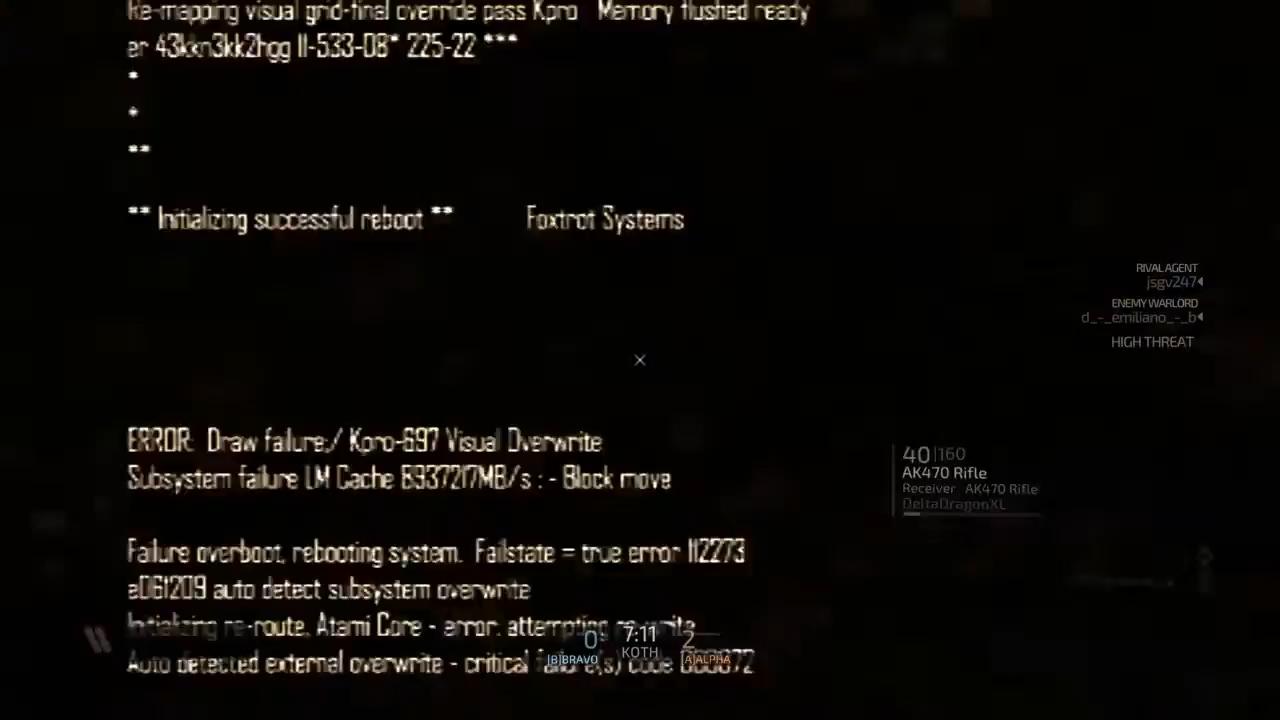 Re-mapping visual grid-final override pass Kpro Memory flushed ready
er 43kkn3kk2hgg 11-533-08* 225-22 ***
*
*
**
** Initializing successful reboot ** Foxtrot Systems
RIVAL AGENT
jsgv247
ENEMY WARLORD
d_-_emiliano_-_b
HIGH THREAT
ERROR: Draw failure:/ Kpro-697 Visual Overwrite
Subsystem failure LM Cache 8937217MB/s : - Block move
40|160
AK470 Rifle
Receiver AK470 Rifle
DeltaDragonXL
Failure overboot, rebooting system. Failstate = true error 112273
a061209 auto detect subsystem overwrite
Initializing re-route, Atami Core - error, attempting re-write
Auto detected external overwrite - critical failure(s) code
0 7:11 2
[B]BRAVO KOTH [A]ALPHA